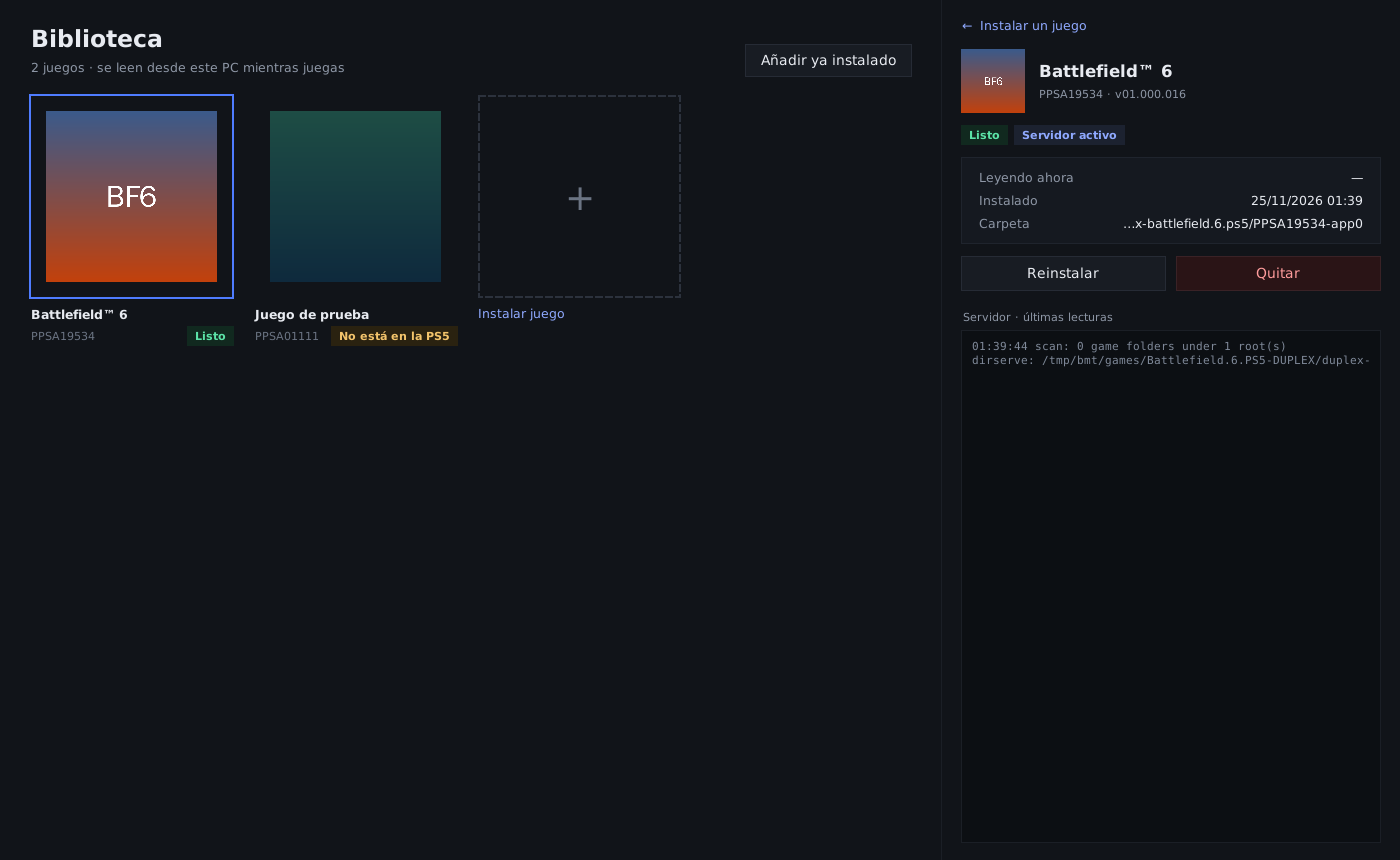 Biblioteca
2 juegos · se leen desde este PC mientras juegas
Añadir ya instalado
BF6
Battlefield™ 6
PPSA19534
Listo
Juego de prueba
PPSA01111
No está en la PS5
+
Instalar juego
← Instalar un juego
BF6
Battlefield™ 6
PPSA19534 · v01.000.016
Listo
Servidor activo
Leyendo ahora —
Instalado 25/11/2026 01:39
Carpeta …x-battlefield.6.ps5/PPSA19534-app0
Reinstalar
Quitar
Servidor · últimas lecturas
01:39:44 scan: 0 game folders under 1 root(s)
dirserve: /tmp/bmt/games/Battlefield.6.PS5-DUPLEX/duplex-